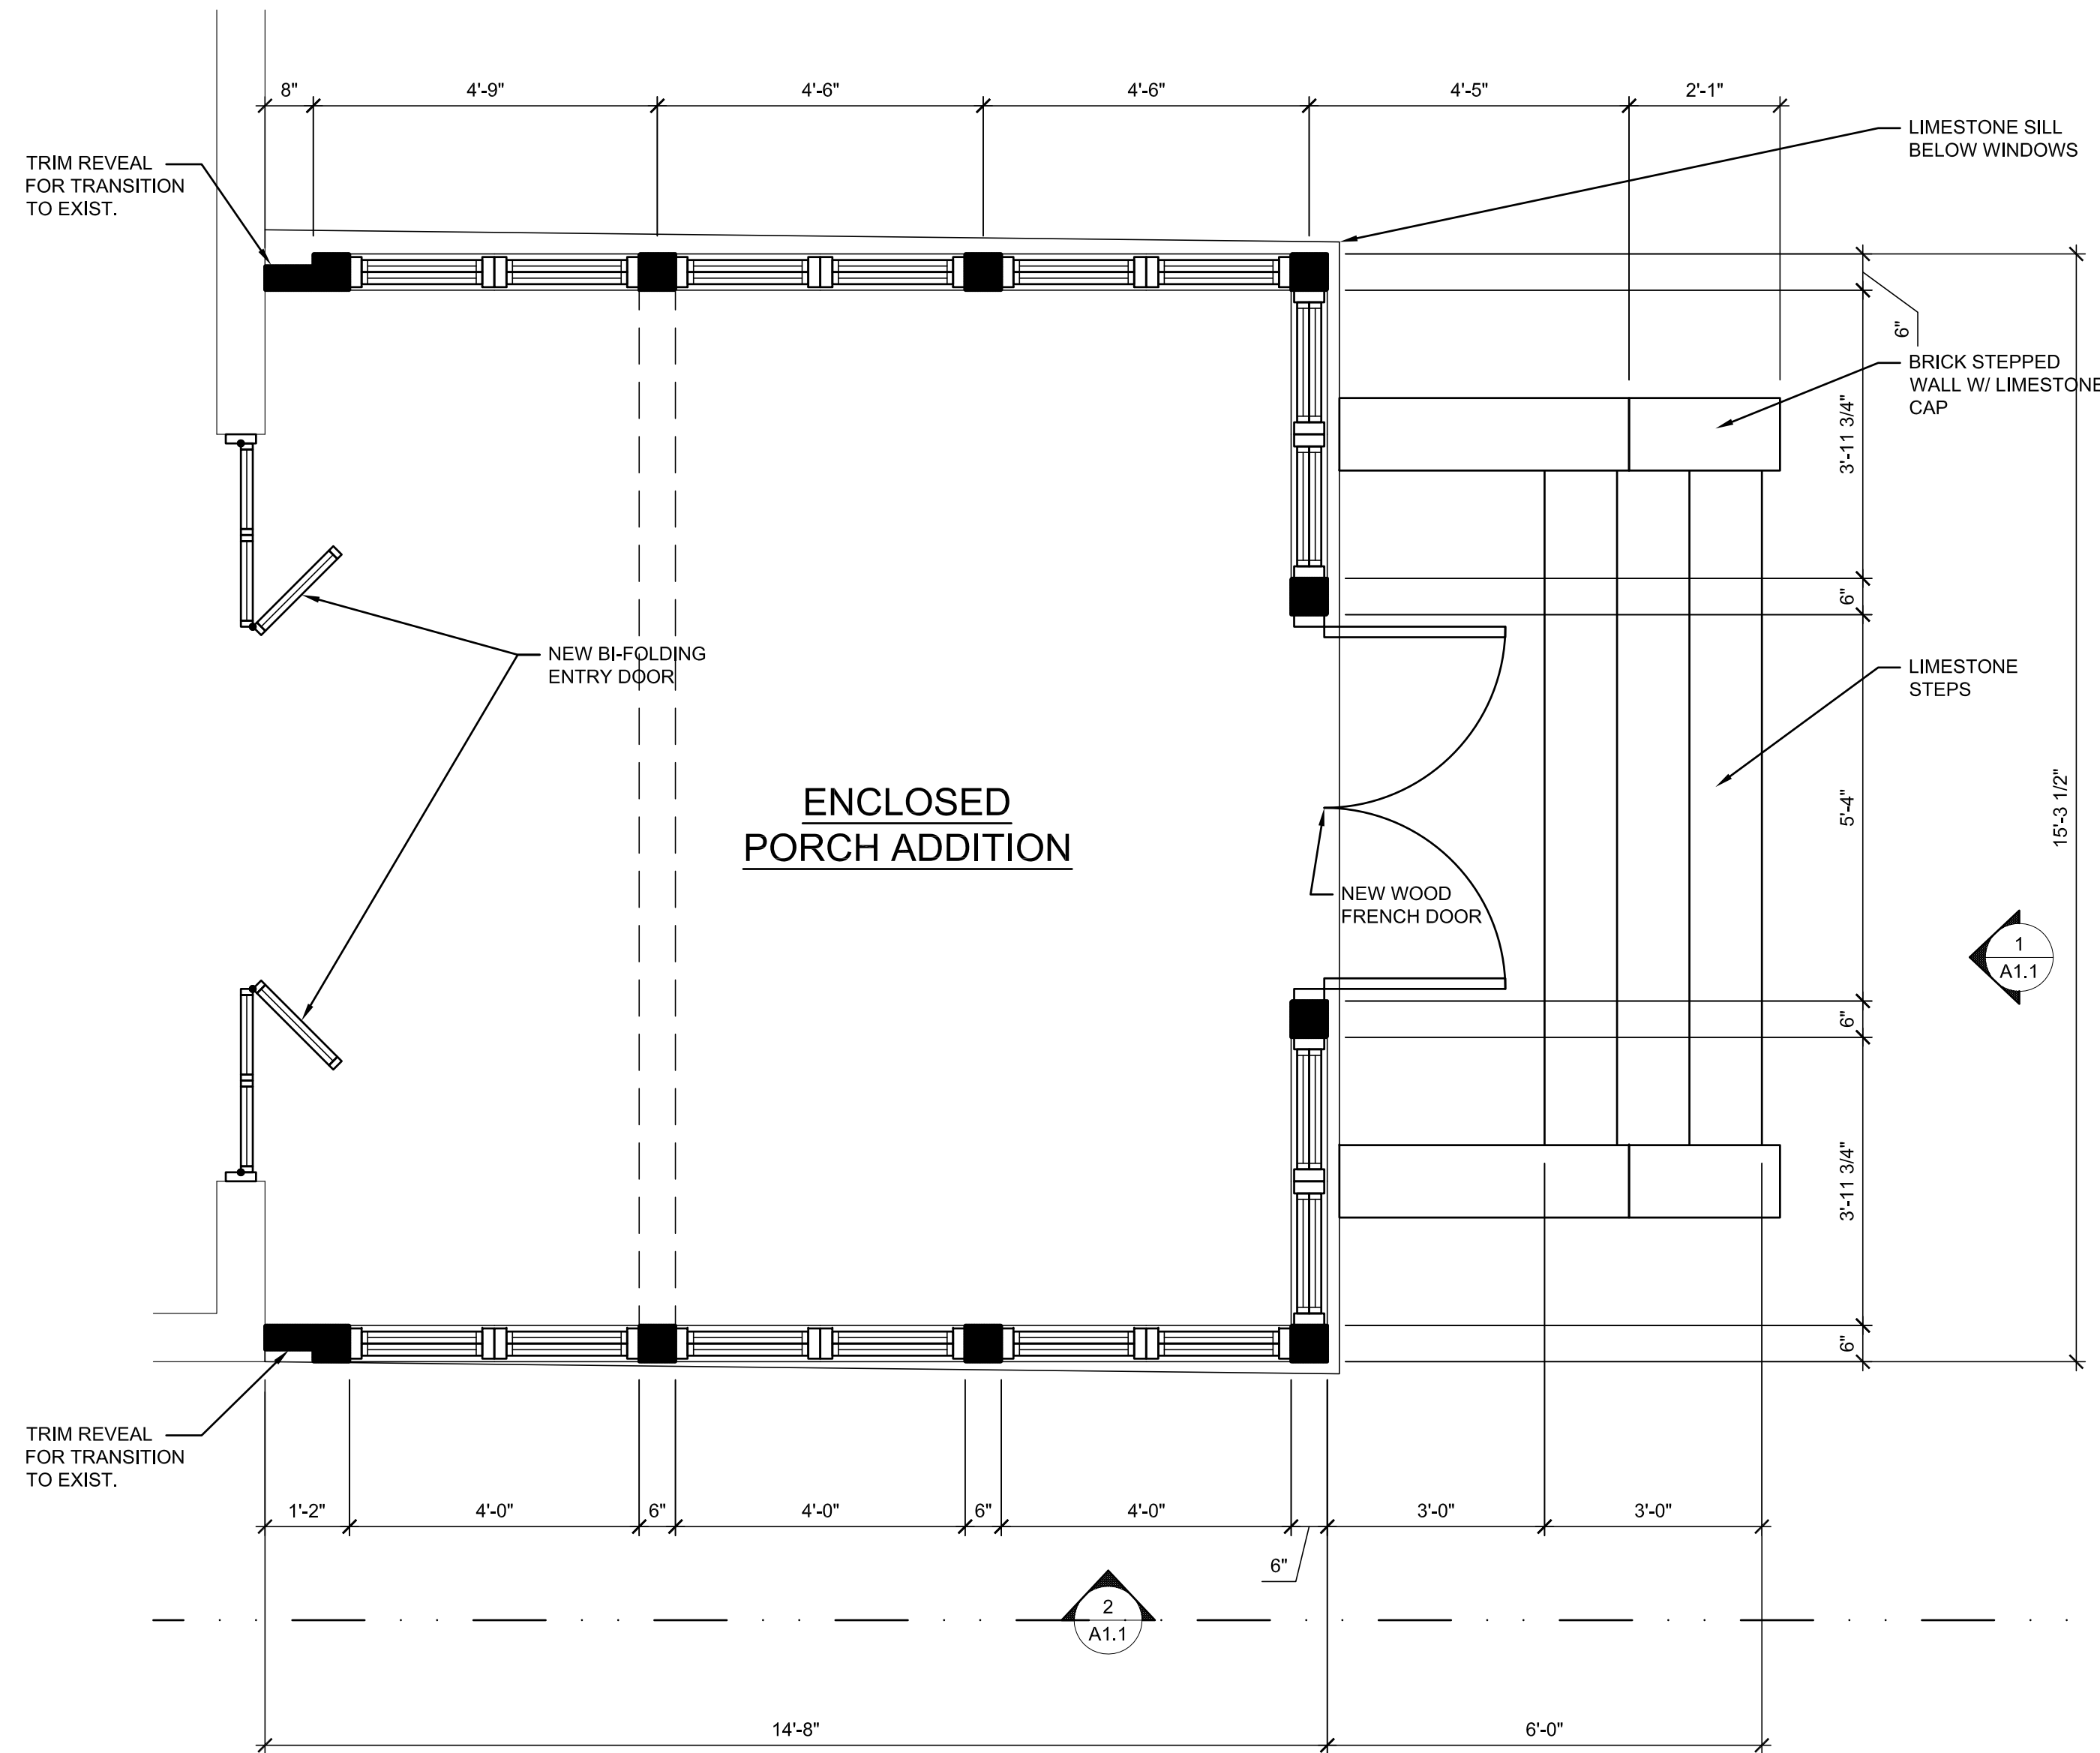 8"
4'-9"
4'-6"
4'-6"
4'-5"
2'-1"
LIMESTONE SILL
BELOW WINDOWS
TRIM REVEAL
FOR TRANSITION
TO EXIST.
6"
BRICK STEPPED
WALL W/ LIMESTONE
CAP
3'-11 3/4"
6"
NEW BI-FOLDING
ENTRY DOOR
LIMESTONE
STEPS
ENCLOSED
PORCH ADDITION
5'-4"
15'-3 1/2"
NEW WOOD
FRENCH DOOR
1
A1.1
6"
3'-11 3/4"
6"
TRIM REVEAL
FOR TRANSITION
TO EXIST.
1'-2"
4'-0"
6"
4'-0"
6"
4'-0"
6"
3'-0"
3'-0"
2
A1.1
14'-8"
6'-0"